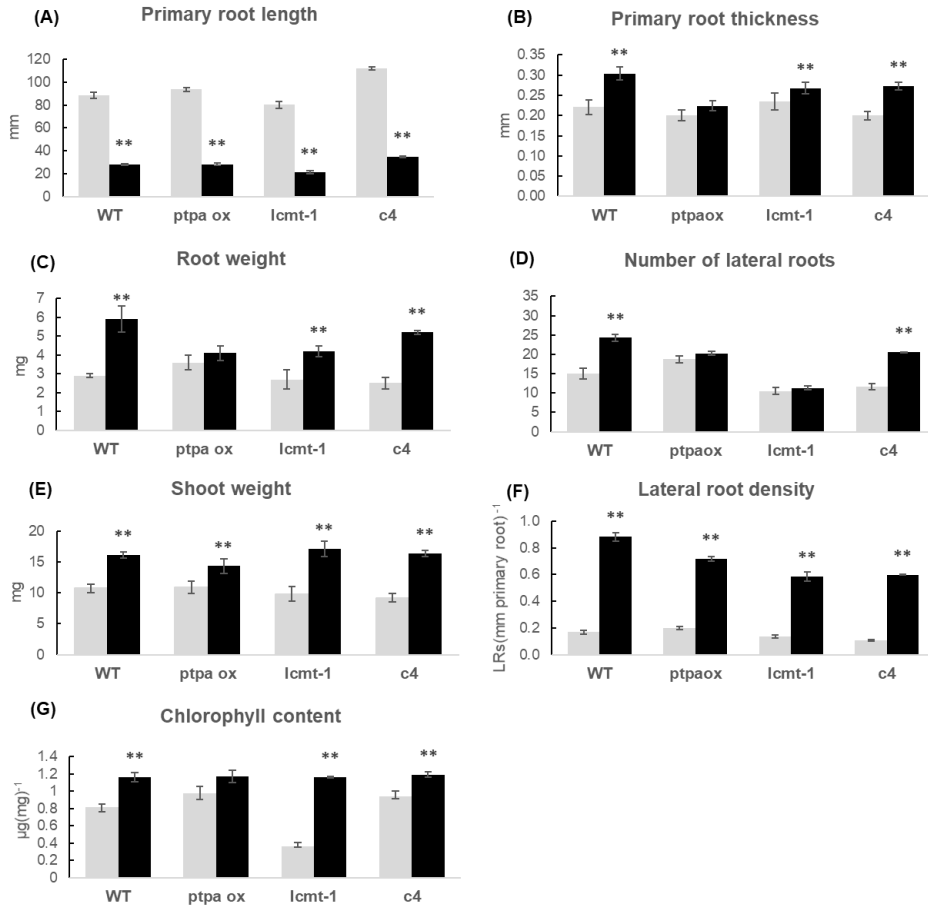 (A)
Primary root length
120
100
80
60
40
20
0
mm
**
**
**
**
WT
ptpa ox
lcmt-1
c4
(B)
Primary root thickness
0.35
0.30
0.25
0.20
0.15
0.10
0.05
0.00
mm
**
**
**
WT
ptpaox
lcmt-1
c4
(C)
Root weight
7
6
5
4
3
2
1
0
mg
**
**
**
WT
ptpa ox
lcmt-1
c4
(D)
Number of lateral roots
35
30
25
20
15
10
5
0
**
**
WT
ptpaox
lcmt-1
c4
(E)
Shoot weight
20
15
10
5
0
mg
**
**
**
**
WT
ptpa ox
lcmt-1
c4
(F)
Lateral root density
1.0
0.8
0.6
0.4
0.2
0.0
LRs(mm primary root)⁻¹
**
**
**
**
WT
ptpaox
lcmt-1
c4
(G)
Chlorophyll content
1.4
1.2
1
0.8
0.6
0.4
0.2
0
µg(mg)⁻¹
**
**
**
WT
ptpa ox
lcmt-1
c4